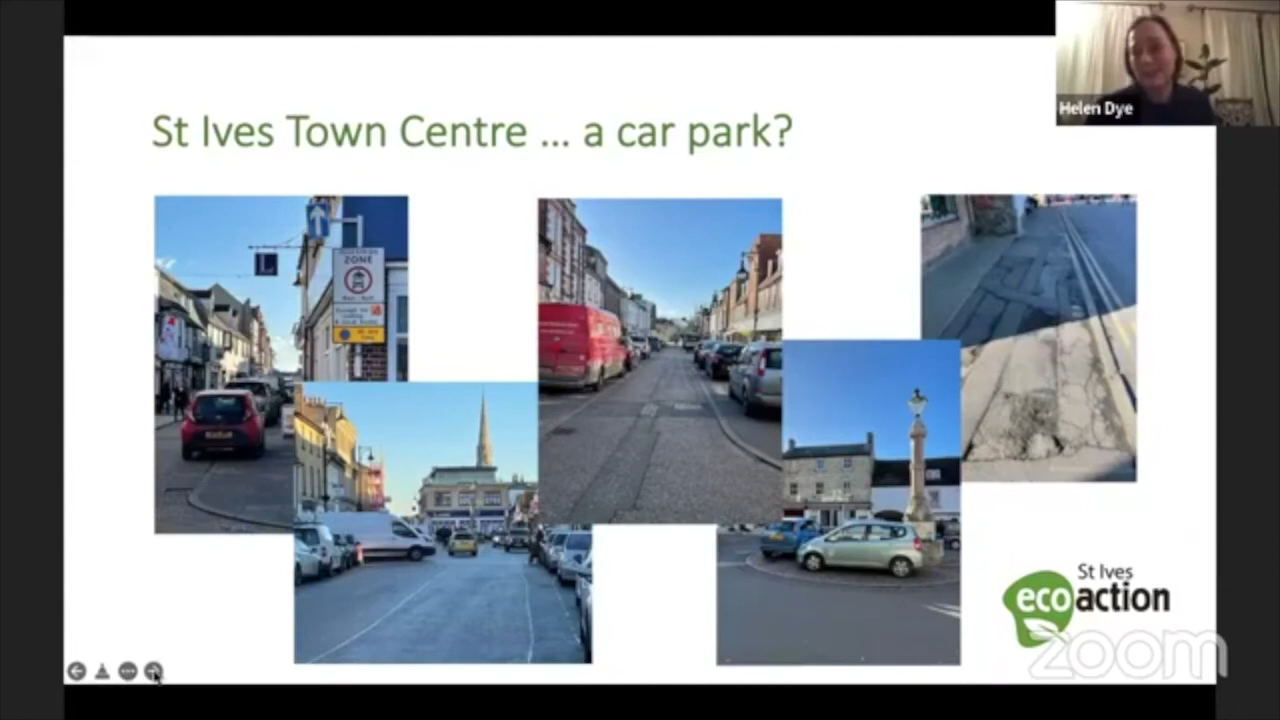 Helen Dye
St Ives Town Centre ... a car park?
ZONE
St Ives
ecoaction
zoom